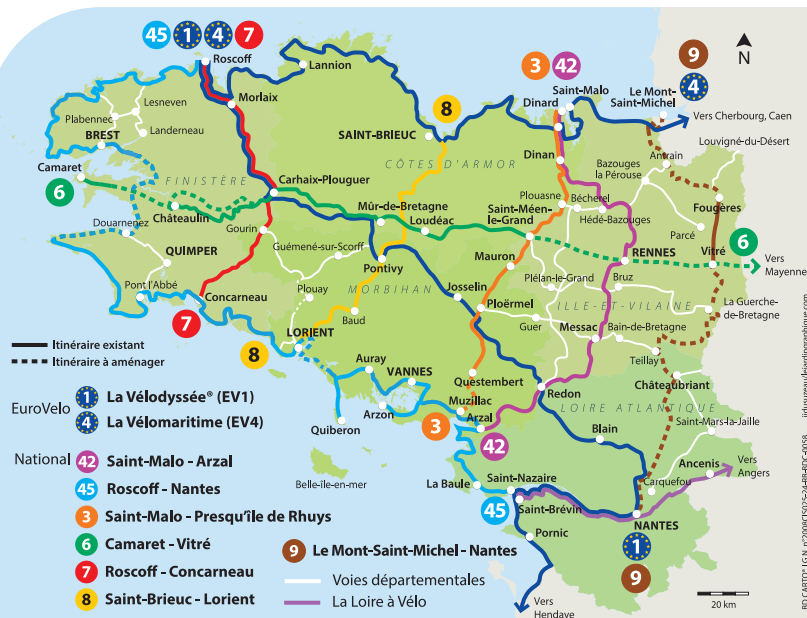 45
1
4
7
Roscoff
Lannion
Morlaix
Lesneven
Plabennec
Landerneau
BREST
Camaret
6
FINISTÈRE
Châteaulin
Carhaix-Plouguer
Douarnenez
Gourin
QUIMPER
Pont l'Abbé
Concarneau
7
8
SAINT-BRIEUC
CÔTES D'ARMOR
Mûr-de-Bretagne
Loudéac
Guémené-sur-Scorff
Pontivy
Plouay
MORBIHAN
Baud
LORIENT
8
Auray
VANNES
Arzon
Quiberon
Belle-île-en-mer
3
42
Saint-Malo
Dinard
Dinan
Plouasne
Bécherel
Hédé-Bazouges
Saint-Méen-
le-Grand
Mauron
Josselin
Ploërmel
Plélan-le-Grand
Guer
Questembert
Muzillac
Arzal
3
42
9
4
N
Le Mont-
Saint-Michel
Vers Cherbourg, Caen
Louvigné-du-Désert
Antrain
Bazouges
la Pérouse
Fougères
Parcé
RENNES
Vitré
6
Vers
Mayenne
Bruz
ILLE-ET-VILAINE
La Guerche-
de-Bretagne
Messac
Bain-de-Bretagne
Teillay
Châteaubriant
Redon
LOIRE ATLANTIQUE
Blain
Saint-Mars-la-Jaille
Ancenis
Vers
Angers
Carquefou
La Baule
Saint-Nazaire
45
Saint-Brévin
Pornic
NANTES
1
9
Vers
Hendaye
20 km
Itinéraire existant
Itinéraire à aménager
EuroVelo
1 La Vélodyssée® (EV1)
4 La Vélomaritime (EV4)
National
42 Saint-Malo - Arzal
45 Roscoff - Nantes
3 Saint-Malo - Presqu'île de Rhuys
6 Camaret - Vitré
7 Roscoff - Concarneau
8 Saint-Brieuc - Lorient
9 Le Mont-Saint-Michel - Nantes
Voies départementales
La Loire à Vélo